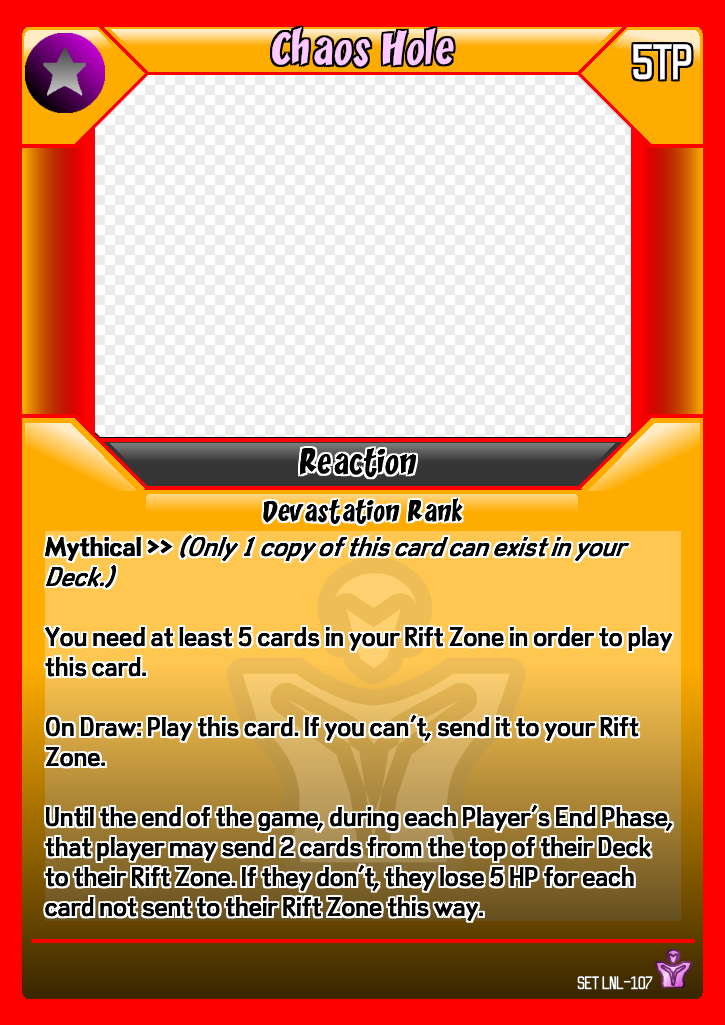 Chaos Hole
5TP
Reaction
Devastation Rank
Mythical >> (Only 1 copy of this card can exist in your
Deck.)
You need at least 5 cards in your Rift Zone in order to play
this card.
On Draw: Play this card. If you can't, send it to your Rift
Zone.
Until the end of the game, during each Player's End Phase,
that player may send 2 cards from the top of their Deck
to their Rift Zone. If they don't, they lose 5 HP for each
card not sent to their Rift Zone this way.
SET LNL-107